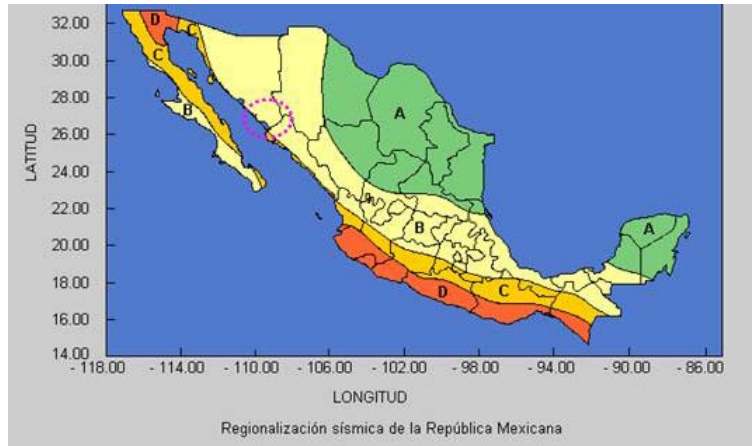 32.00
30.00
28.00
26.00
24.00
22.00
20.00
18.00
16.00
14.00
LATITUD
D
C
C
B
A
A
B
C
D
- 118.00 - 114.00 - 110.00 - 106.00 - 102.00 - 98.00 - 94.00 - 90.00 - 86.00
LONGITUD
Regionalización sísmica de la República Mexicana